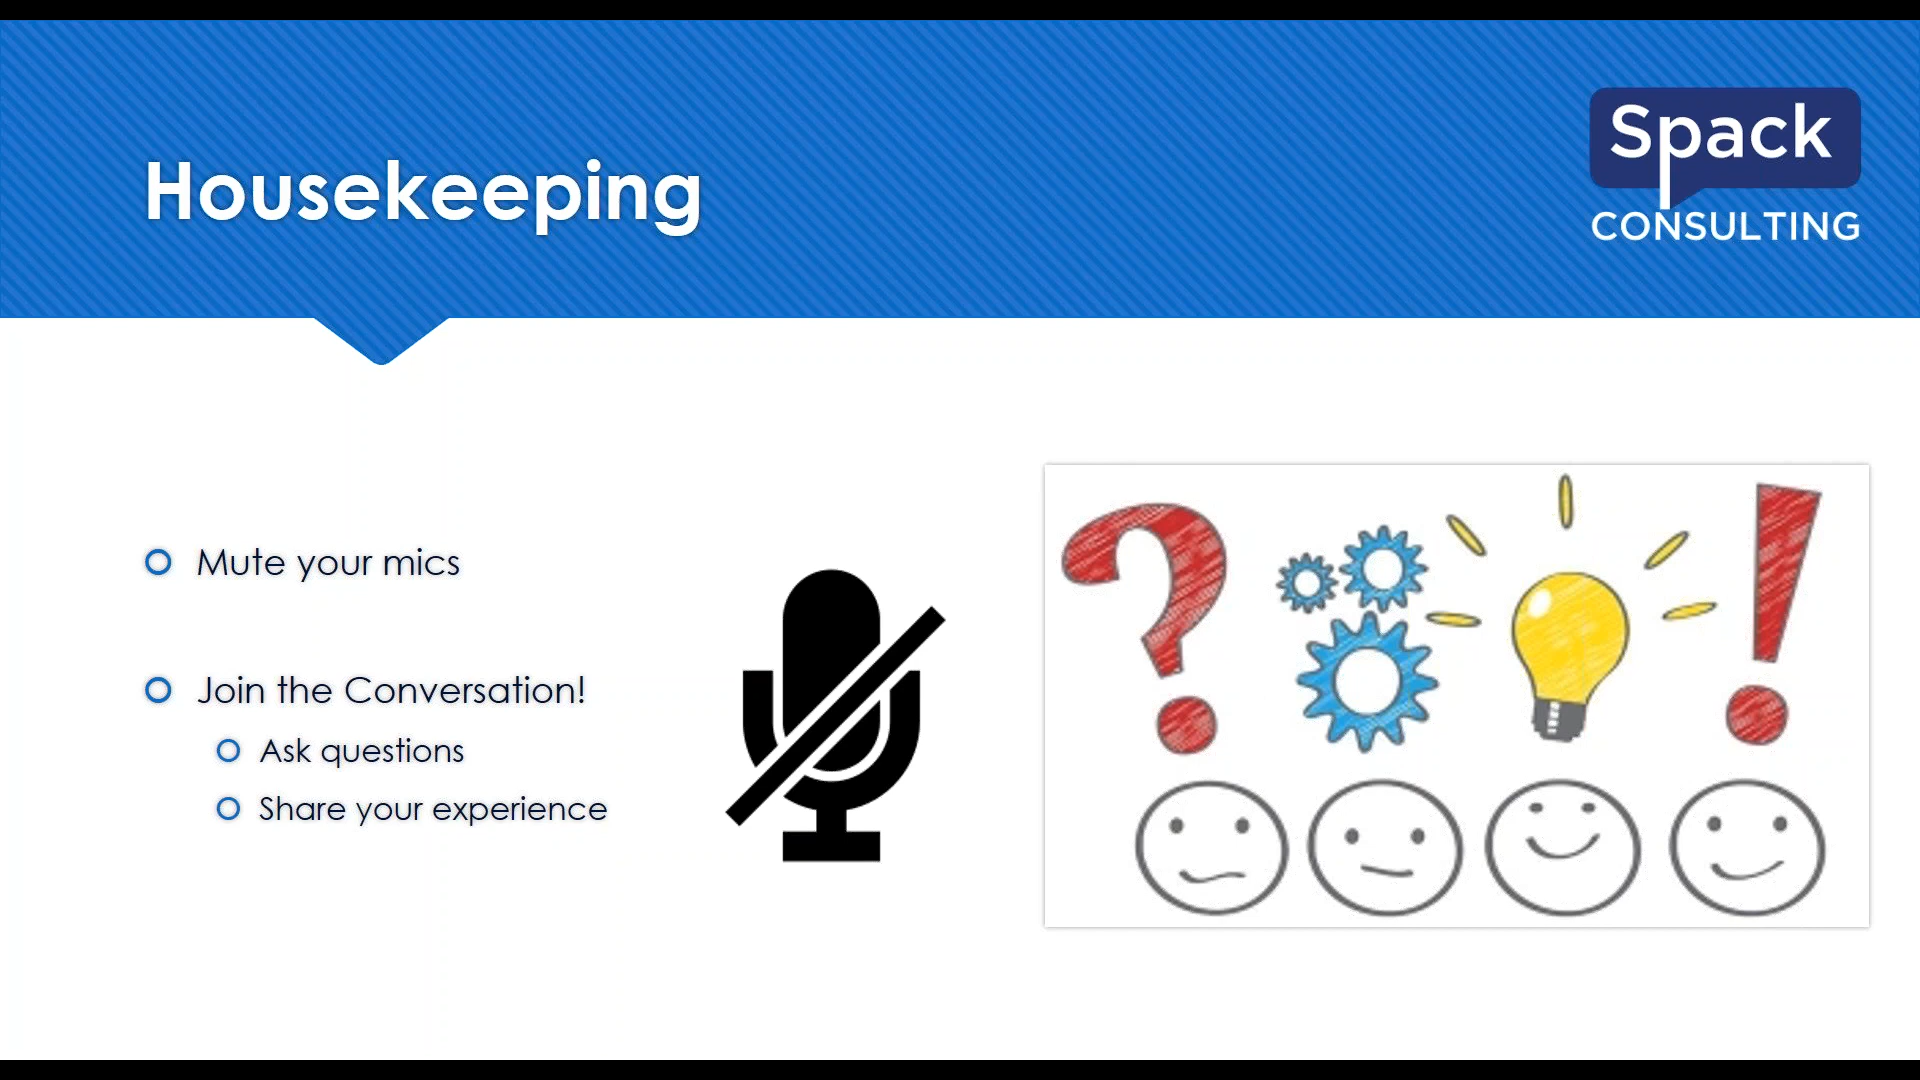 Housekeeping
Spack
CONSULTING
Mute your mics
Join the Conversation!
Ask questions
Share your experience